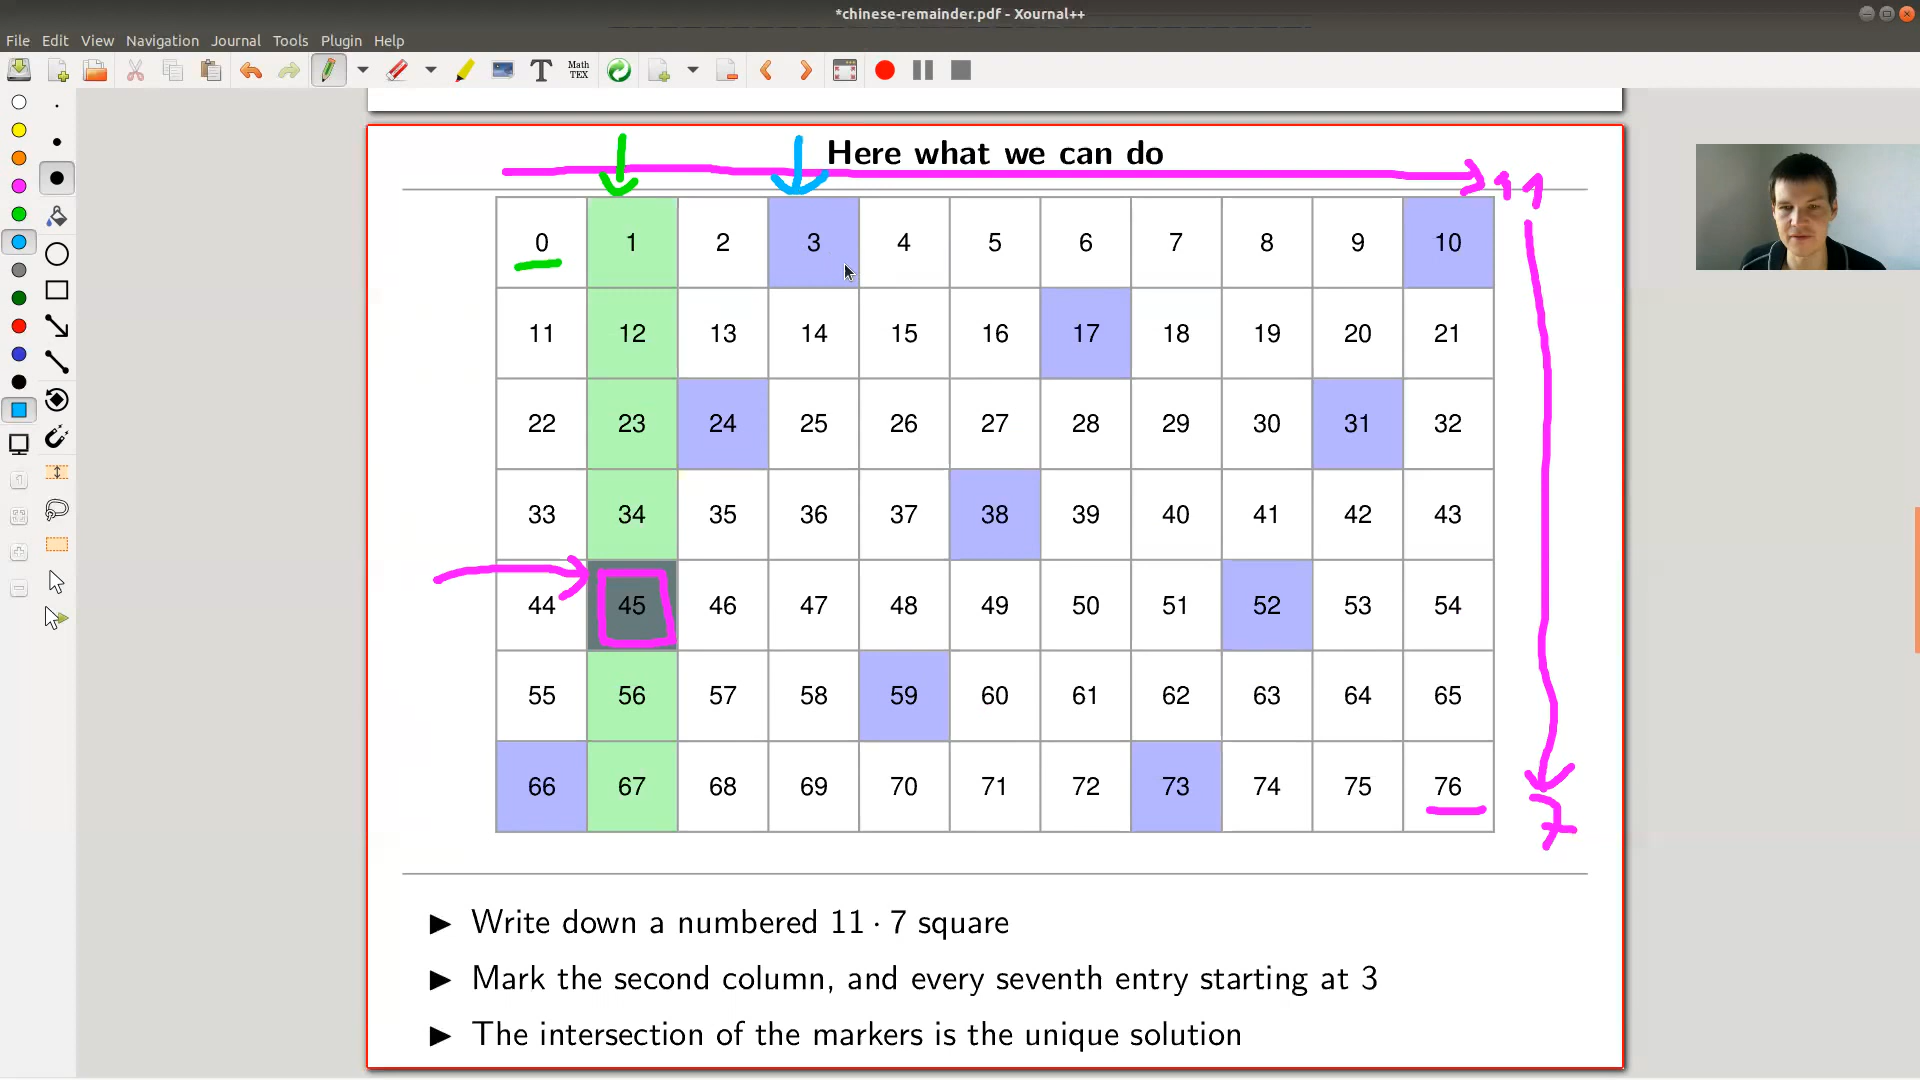 *chinese-remainder.pdf - Xournal++
File Edit View Navigation Journal Tools Plugin Help
T Math TEX
Here what we can do
11
0 1 2 3 4 5 6 7 8 9 10
11 12 13 14 15 16 17 18 19 20 21
22 23 24 25 26 27 28 29 30 31 32
33 34 35 36 37 38 39 40 41 42 43
44 45 46 47 48 49 50 51 52 53 54
55 56 57 58 59 60 61 62 63 64 65
66 67 68 69 70 71 72 73 74 75 76
7
▶ Write down a numbered 11 · 7 square
▶ Mark the second column, and every seventh entry starting at 3
▶ The intersection of the markers is the unique solution